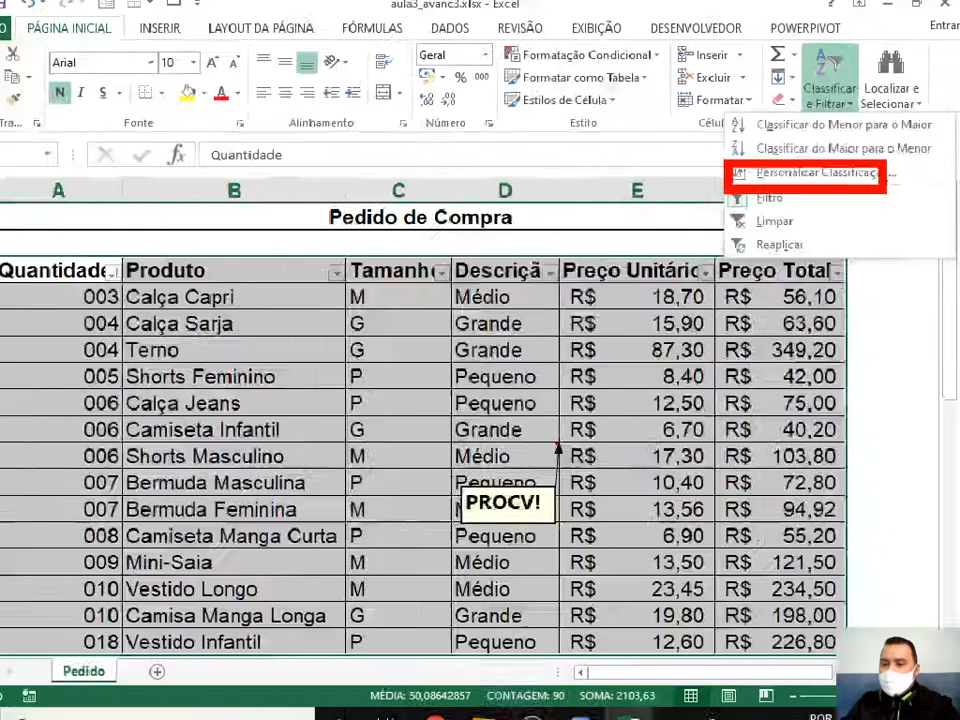 aula3_avanc3.xlsx - Excel
PÁGINA INICIAL INSERIR LAYOUT DA PÁGINA FÓRMULAS DADOS REVISÃO EXIBIÇÃO DESENVOLVEDOR POWERPIVOT Entrar
Arial 10 Geral Formatação Condicional Inserir
N I S % 000 Formatar como Tabela Excluir Classificar Localizar e
Estilos de Célula Formatar e Filtrar Selecionar
Fonte Alinhamento Número Estilo
Classificar do Menor para o Maior
Classificar do Maior para o Menor
Filtro
Limpar
Reaplicar
fx Quantidade
A B C D E
Pedido de Compra
Quantidade Produto Tamanh Descriçã Preço Unitário Preço Total
003 Calça Capri M Médio R$ 18,70 R$ 56,10
004 Calça Sarja G Grande R$ 15,90 R$ 63,60
004 Terno G Grande R$ 87,30 R$ 349,20
005 Shorts Feminino P Pequeno R$ 8,40 R$ 42,00
006 Calça Jeans P Pequeno R$ 12,50 R$ 75,00
006 Camiseta Infantil G Grande R$ 6,70 R$ 40,20
006 Shorts Masculino M Médio R$ 17,30 R$ 103,80
007 Bermuda Masculina P Pequeno R$ 10,40 R$ 72,80
PROCV!
007 Bermuda Feminina M R$ 13,56 R$ 94,92
008 Camiseta Manga Curta P Pequeno R$ 6,90 R$ 55,20
009 Mini-Saia M Médio R$ 13,50 R$ 121,50
010 Vestido Longo M Médio R$ 23,45 R$ 234,50
010 Camisa Manga Longa G Grande R$ 19,80 R$ 198,00
018 Vestido Infantil P Pequeno R$ 12,60 R$ 226,80
Pedido
MÉDIA: 50,08642857 CONTAGEM: 90 SOMA: 2103,63
POR